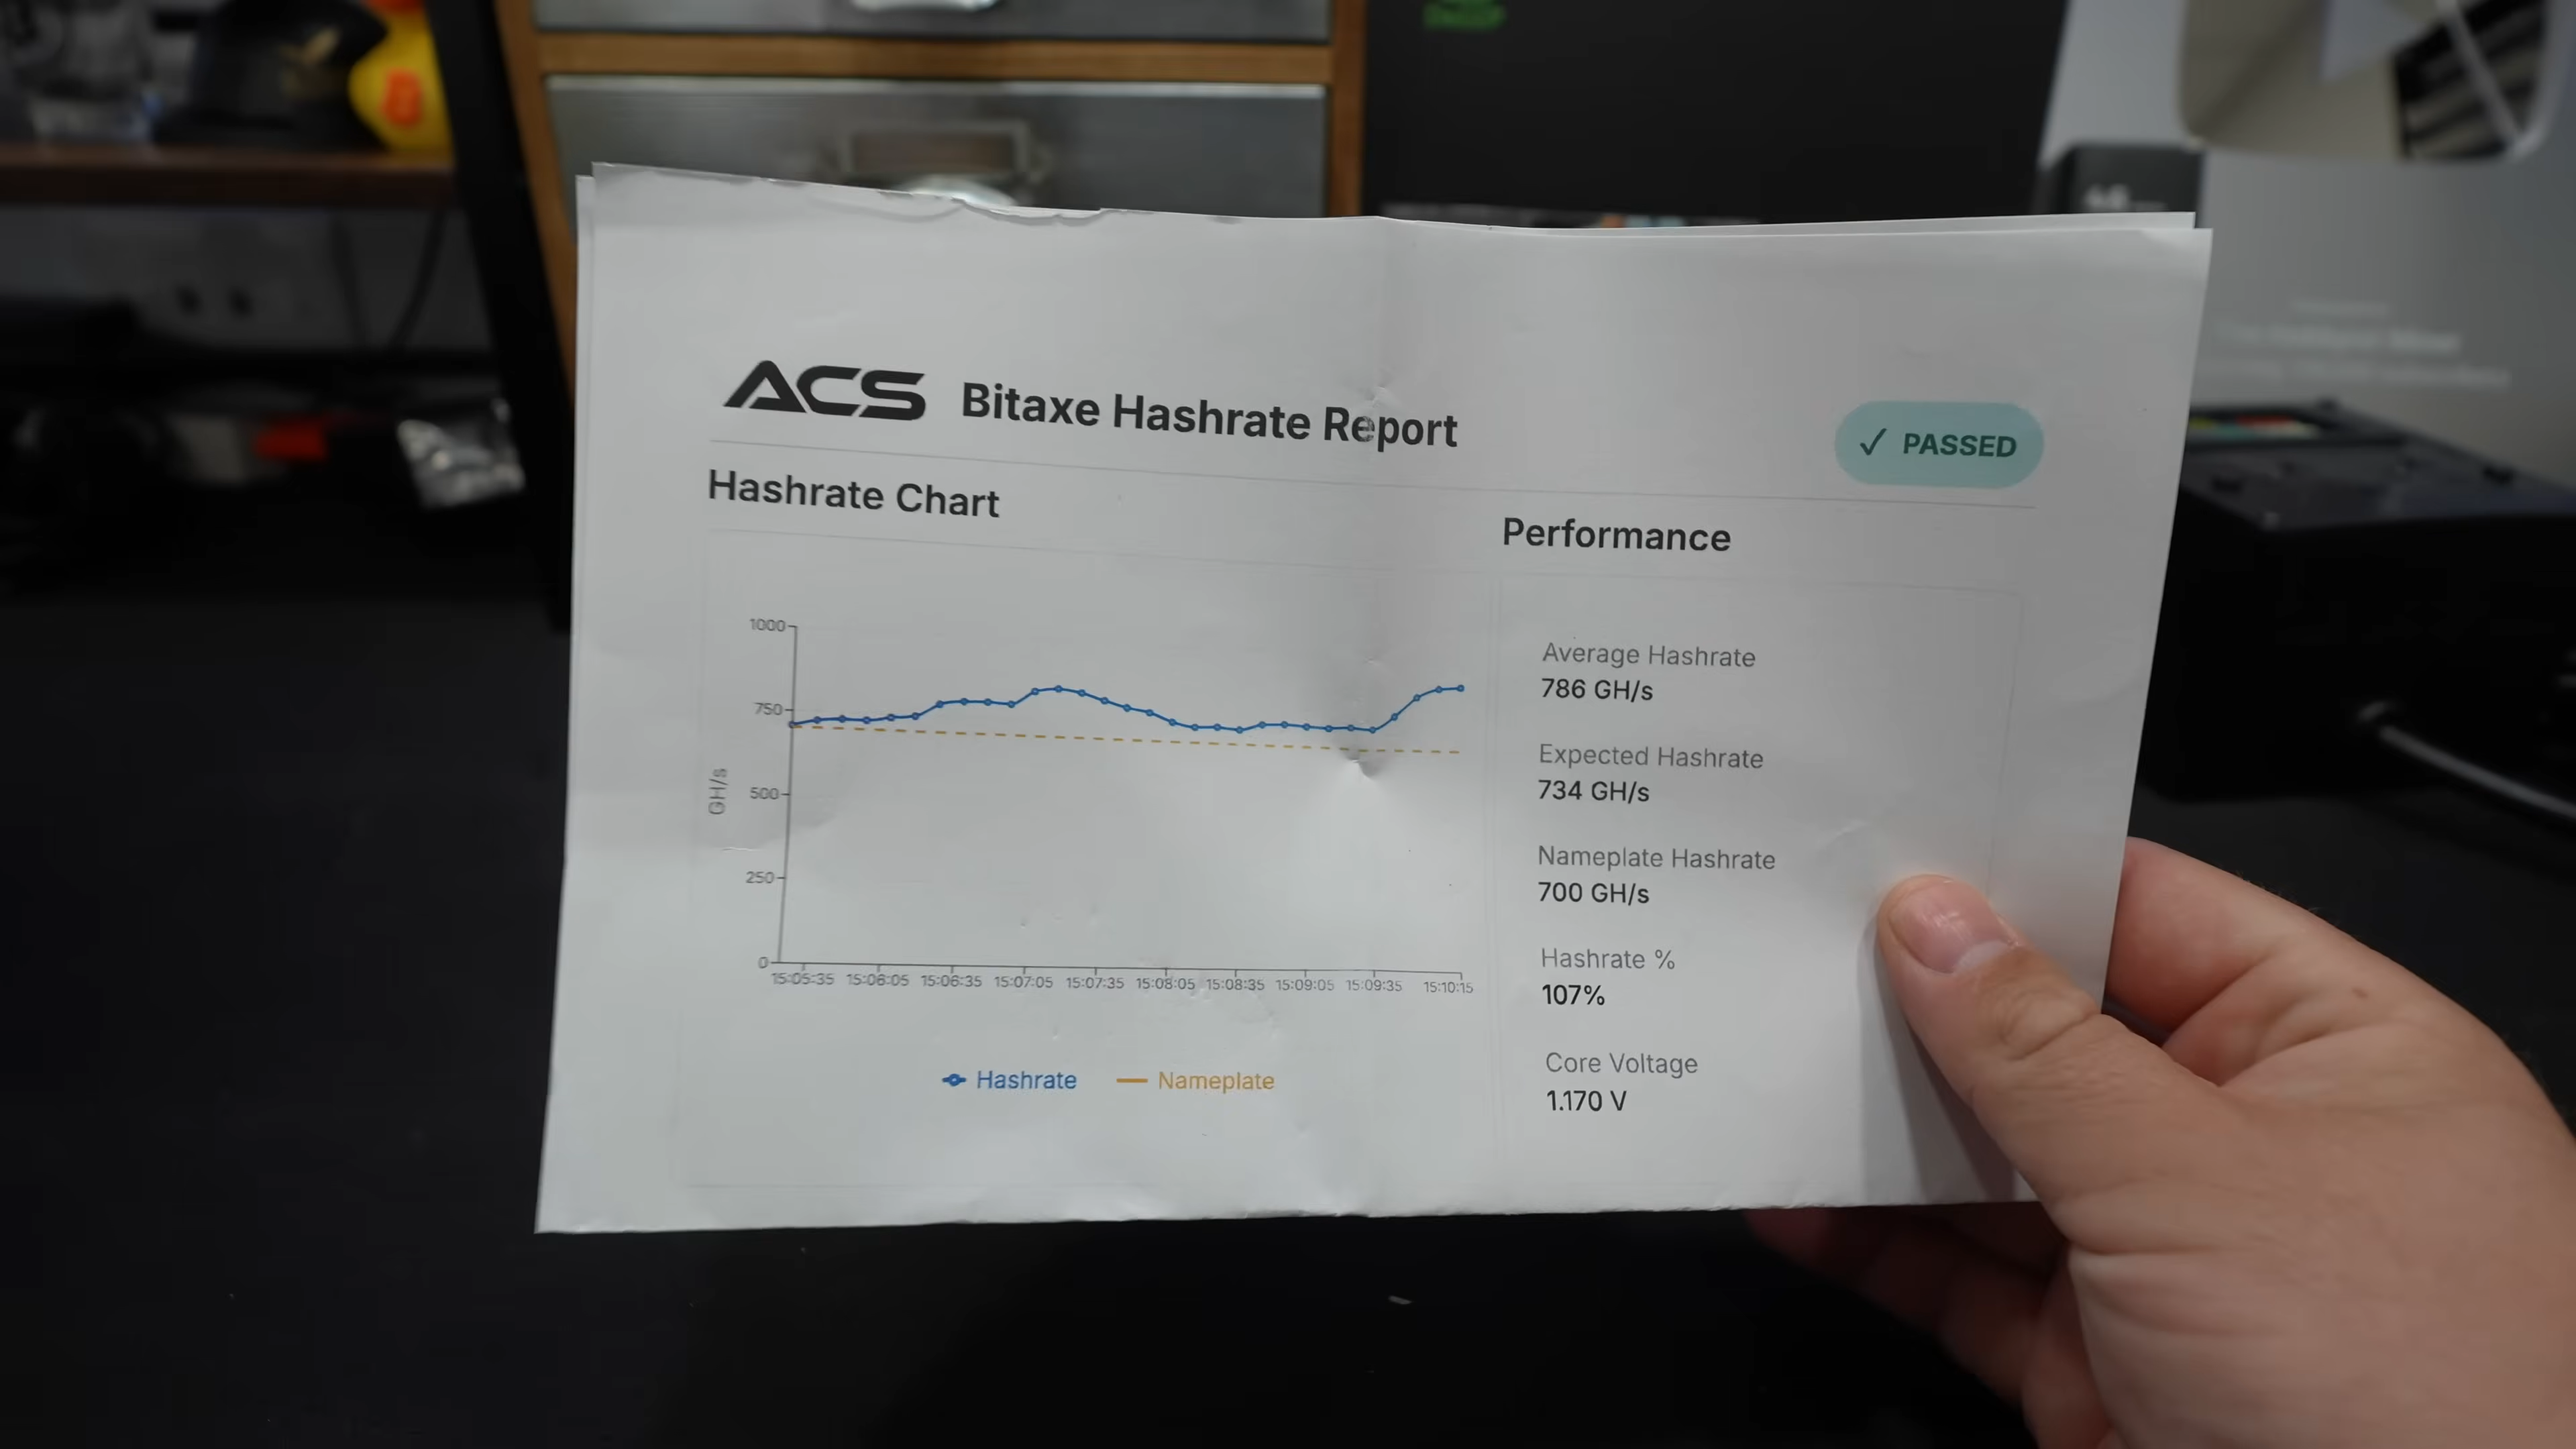 ACS Bitaxe Hashrate Report
✓ PASSED
Hashrate Chart
1000
750
500
250
0
GH/s
15:05:35 15:06:05 15:06:35 15:07:05 15:07:35 15:08:05 15:08:35 15:09:05 15:09:35 15:10:15
Hashrate Nameplate
Performance
Average Hashrate
786 GH/s
Expected Hashrate
734 GH/s
Nameplate Hashrate
700 GH/s
Hashrate %
107%
Core Voltage
1.170 V